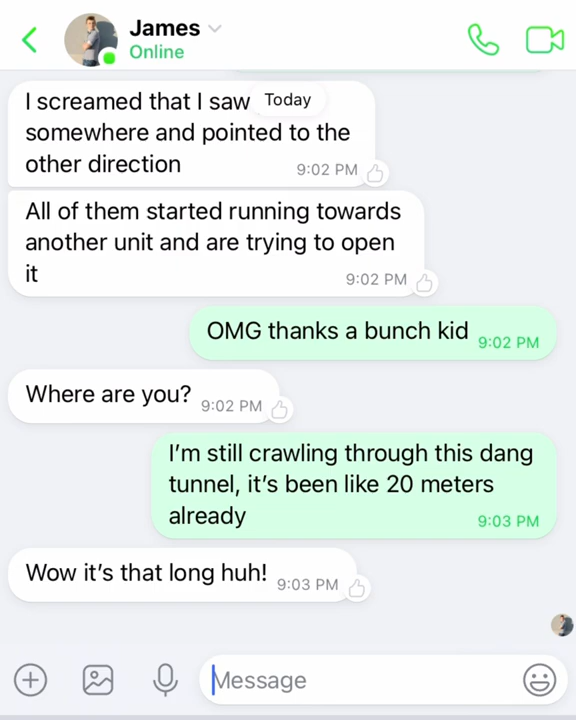 James
Online
Today
I screamed that I saw
somewhere and pointed to the
other direction
9:02 PM
All of them started running towards
another unit and are trying to open
it
9:02 PM
OMG thanks a bunch kid
9:02 PM
Where are you?
9:02 PM
I’m still crawling through this dang
tunnel, it’s been like 20 meters
already
9:03 PM
Wow it’s that long huh!
9:03 PM
Message